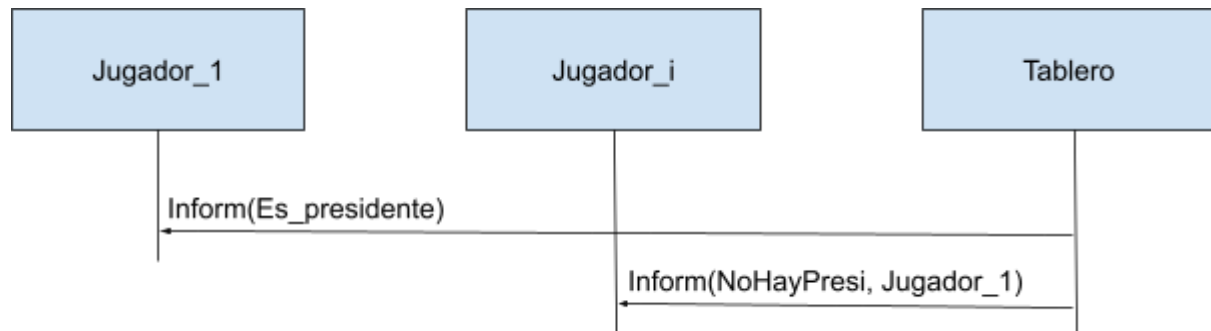 Jugador_1
Jugador_i
Tablero
Inform(Es_presidente)
Inform(NoHayPresi, Jugador_1)